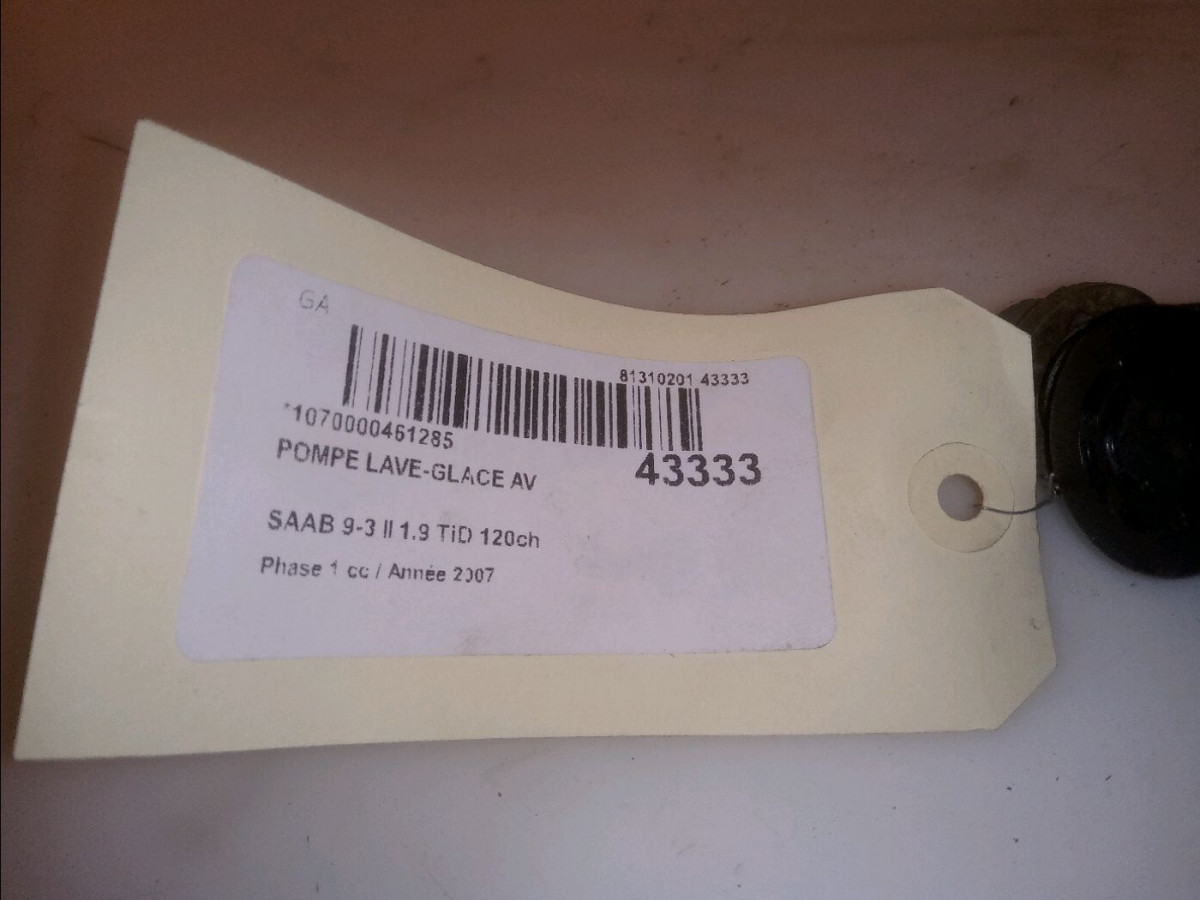 GA
81310201 43333
*1070000461285
43333
POMPE LAVE-GLACE AV
SAAB 9-3 II 1.9 TiD 120ch
Phase 1 cc / Année 2007